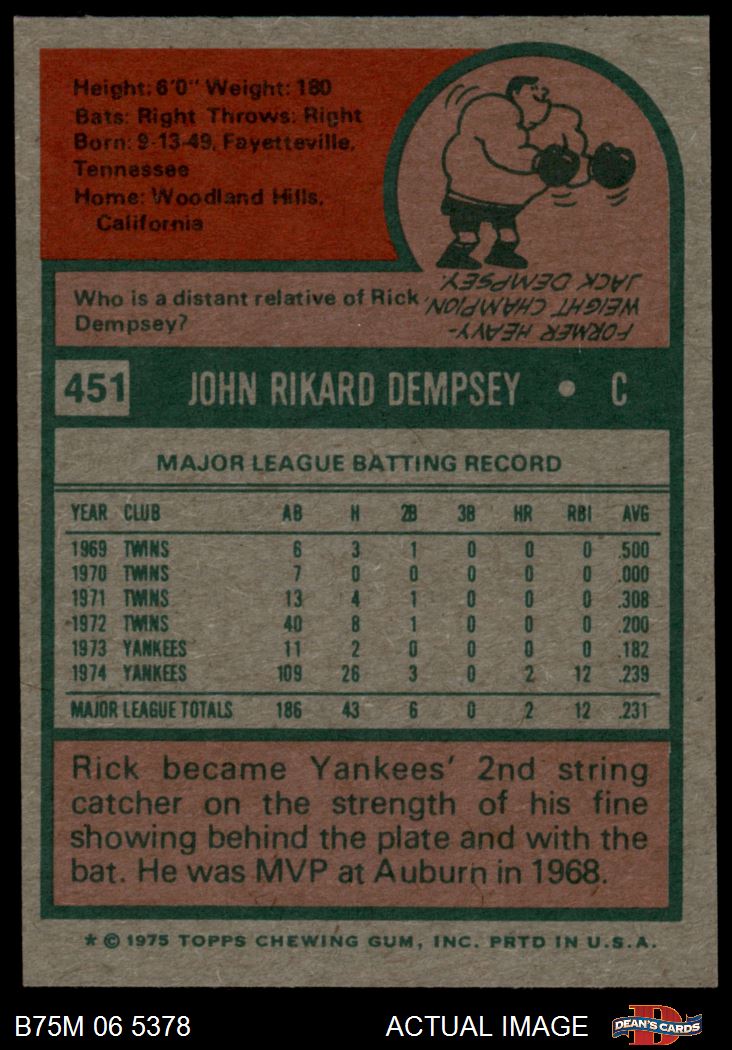 Height: 6'0" Weight: 180
Bats: Right Throws: Right
Born: 9-13-49, Fayetteville,
Tennessee
Home: Woodland Hills,
California
Who is a distant relative of Rick
Dempsey?
FORMER HEAVY-
WEIGHT CHAMPION,
JACK DEMPSEY.
451 JOHN RIKARD DEMPSEY • C
MAJOR LEAGUE BATTING RECORD
YEAR CLUB AB H 2B 3B HR RBI AVG
1969 TWINS 6 3 1 0 0 0 .500
1970 TWINS 7 0 0 0 0 0 .000
1971 TWINS 13 4 1 0 0 0 .308
1972 TWINS 40 8 1 0 0 0 .200
1973 YANKEES 11 2 0 0 0 0 .182
1974 YANKEES 109 26 3 0 2 12 .239
MAJOR LEAGUE TOTALS 186 43 6 0 2 12 .231
Rick became Yankees' 2nd string
catcher on the strength of his fine
showing behind the plate and with the
bat. He was MVP at Auburn in 1968.
* © 1975 TOPPS CHEWING GUM, INC. PRTD IN U.S.A.
B75M 06 5378 ACTUAL IMAGE
D
DEAN'S CARDS